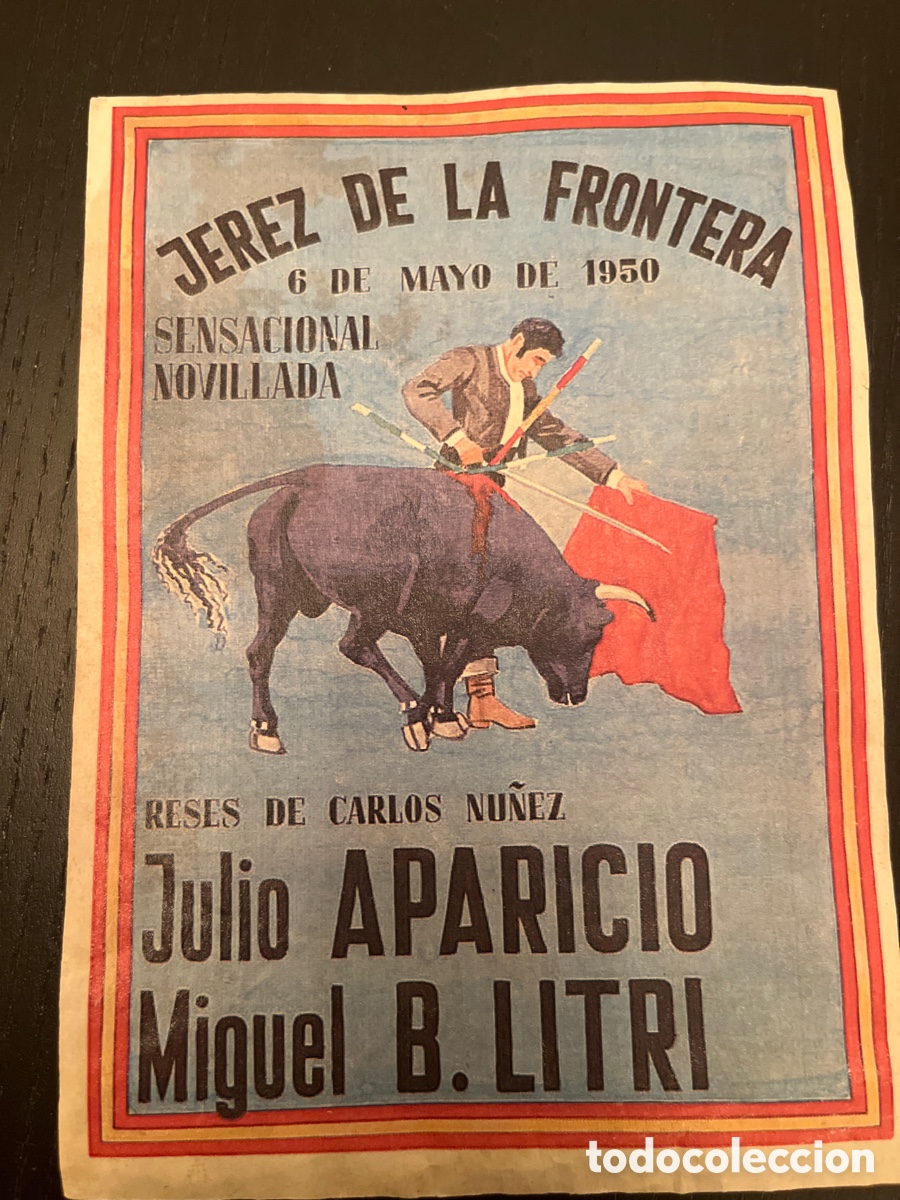 JEREZ DE LA FRONTERA
6 DE MAYO DE 1950
SENSACIONAL
NOVILLADA
RESES DE CARLOS NUÑEZ
Julio APARICIO
Miguel B. LITRI
todocoleccion